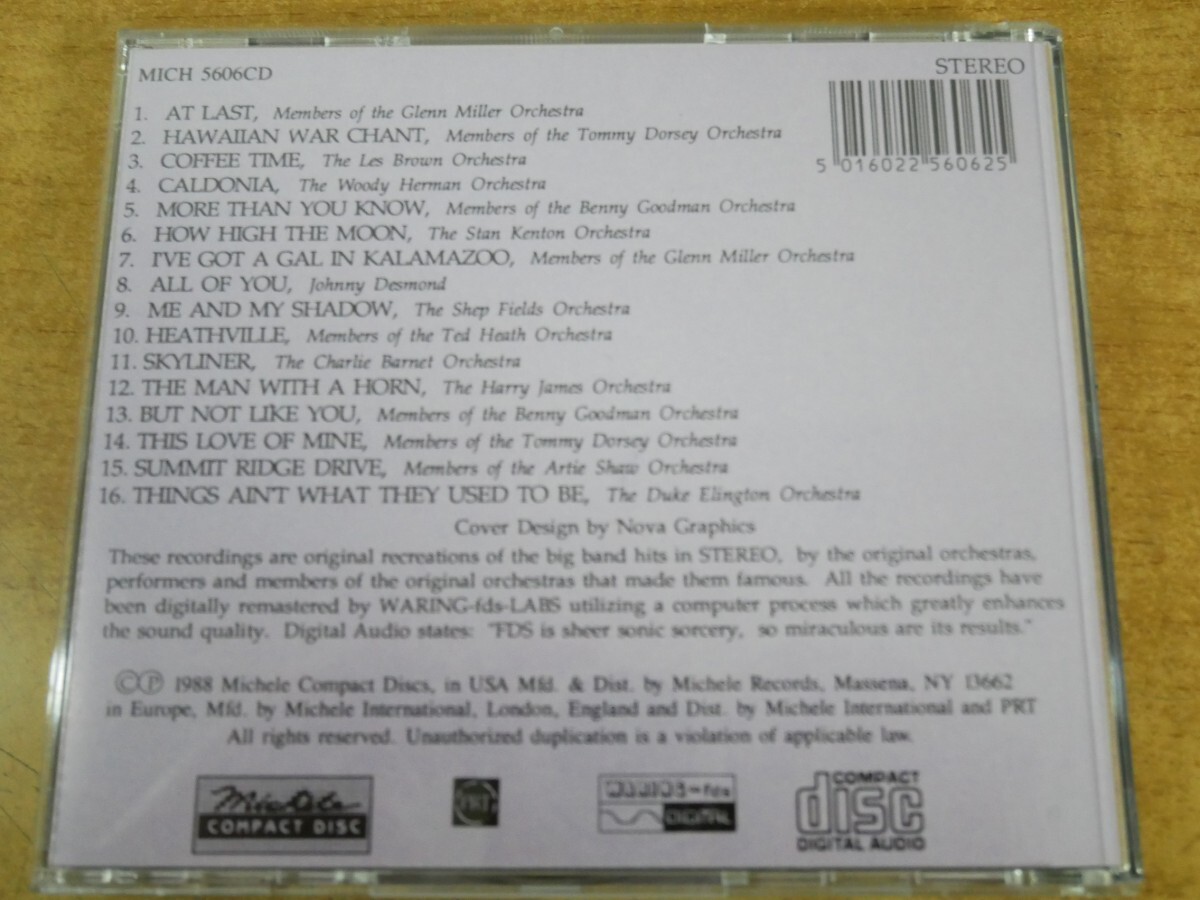 MICH 5606CD
STEREO
5 016022 560625
1. AT LAST, Members of the Glenn Miller Orchestra
2. HAWAIIAN WAR CHANT, Members of the Tommy Dorsey Orchestra
3. COFFEE TIME, The Les Brown Orchestra
4. CALDONIA, The Woody Herman Orchestra
5. MORE THAN YOU KNOW, Members of the Benny Goodman Orchestra
6. HOW HIGH THE MOON, The Stan Kenton Orchestra
7. I'VE GOT A GAL IN KALAMAZOO, Members of the Glenn Miller Orchestra
8. ALL OF YOU, Johnny Desmond
9. ME AND MY SHADOW, The Shep Fields Orchestra
10. HEATHVILLE, Members of the Ted Heath Orchestra
11. SKYLINER, The Charlie Barnet Orchestra
12. THE MAN WITH A HORN, The Harry James Orchestra
13. BUT NOT LIKE YOU, Members of the Benny Goodman Orchestra
14. THIS LOVE OF MINE, Members of the Tommy Dorsey Orchestra
15. SUMMIT RIDGE DRIVE, Members of the Artie Shaw Orchestra
16. THINGS AIN'T WHAT THEY USED TO BE, The Duke Elington Orchestra
Cover Design by Nova Graphics
These recordings are original recreations of the big band hits in STEREO, by the original orchestras,
performers and members of the original orchestras that made them famous. All the recordings have
been digitally remastered by WARING-fds-LABS utilizing a computer process which greatly enhances
the sound quality. Digital Audio states: "FDS is sheer sonic sorcery, so miraculous are its results."
©℗ 1988 Michele Compact Discs, in USA Mfd. & Dist. by Michele Records, Massena, NY 13662
in Europe, Mfd. by Michele International, London, England and Dist. by Michele International and PRT
All rights reserved. Unauthorized duplication is a violation of applicable law.
Michele
COMPACT DISC
PRT
WARING-fds
DIGITAL
COMPACT
disc
DIGITAL AUDIO